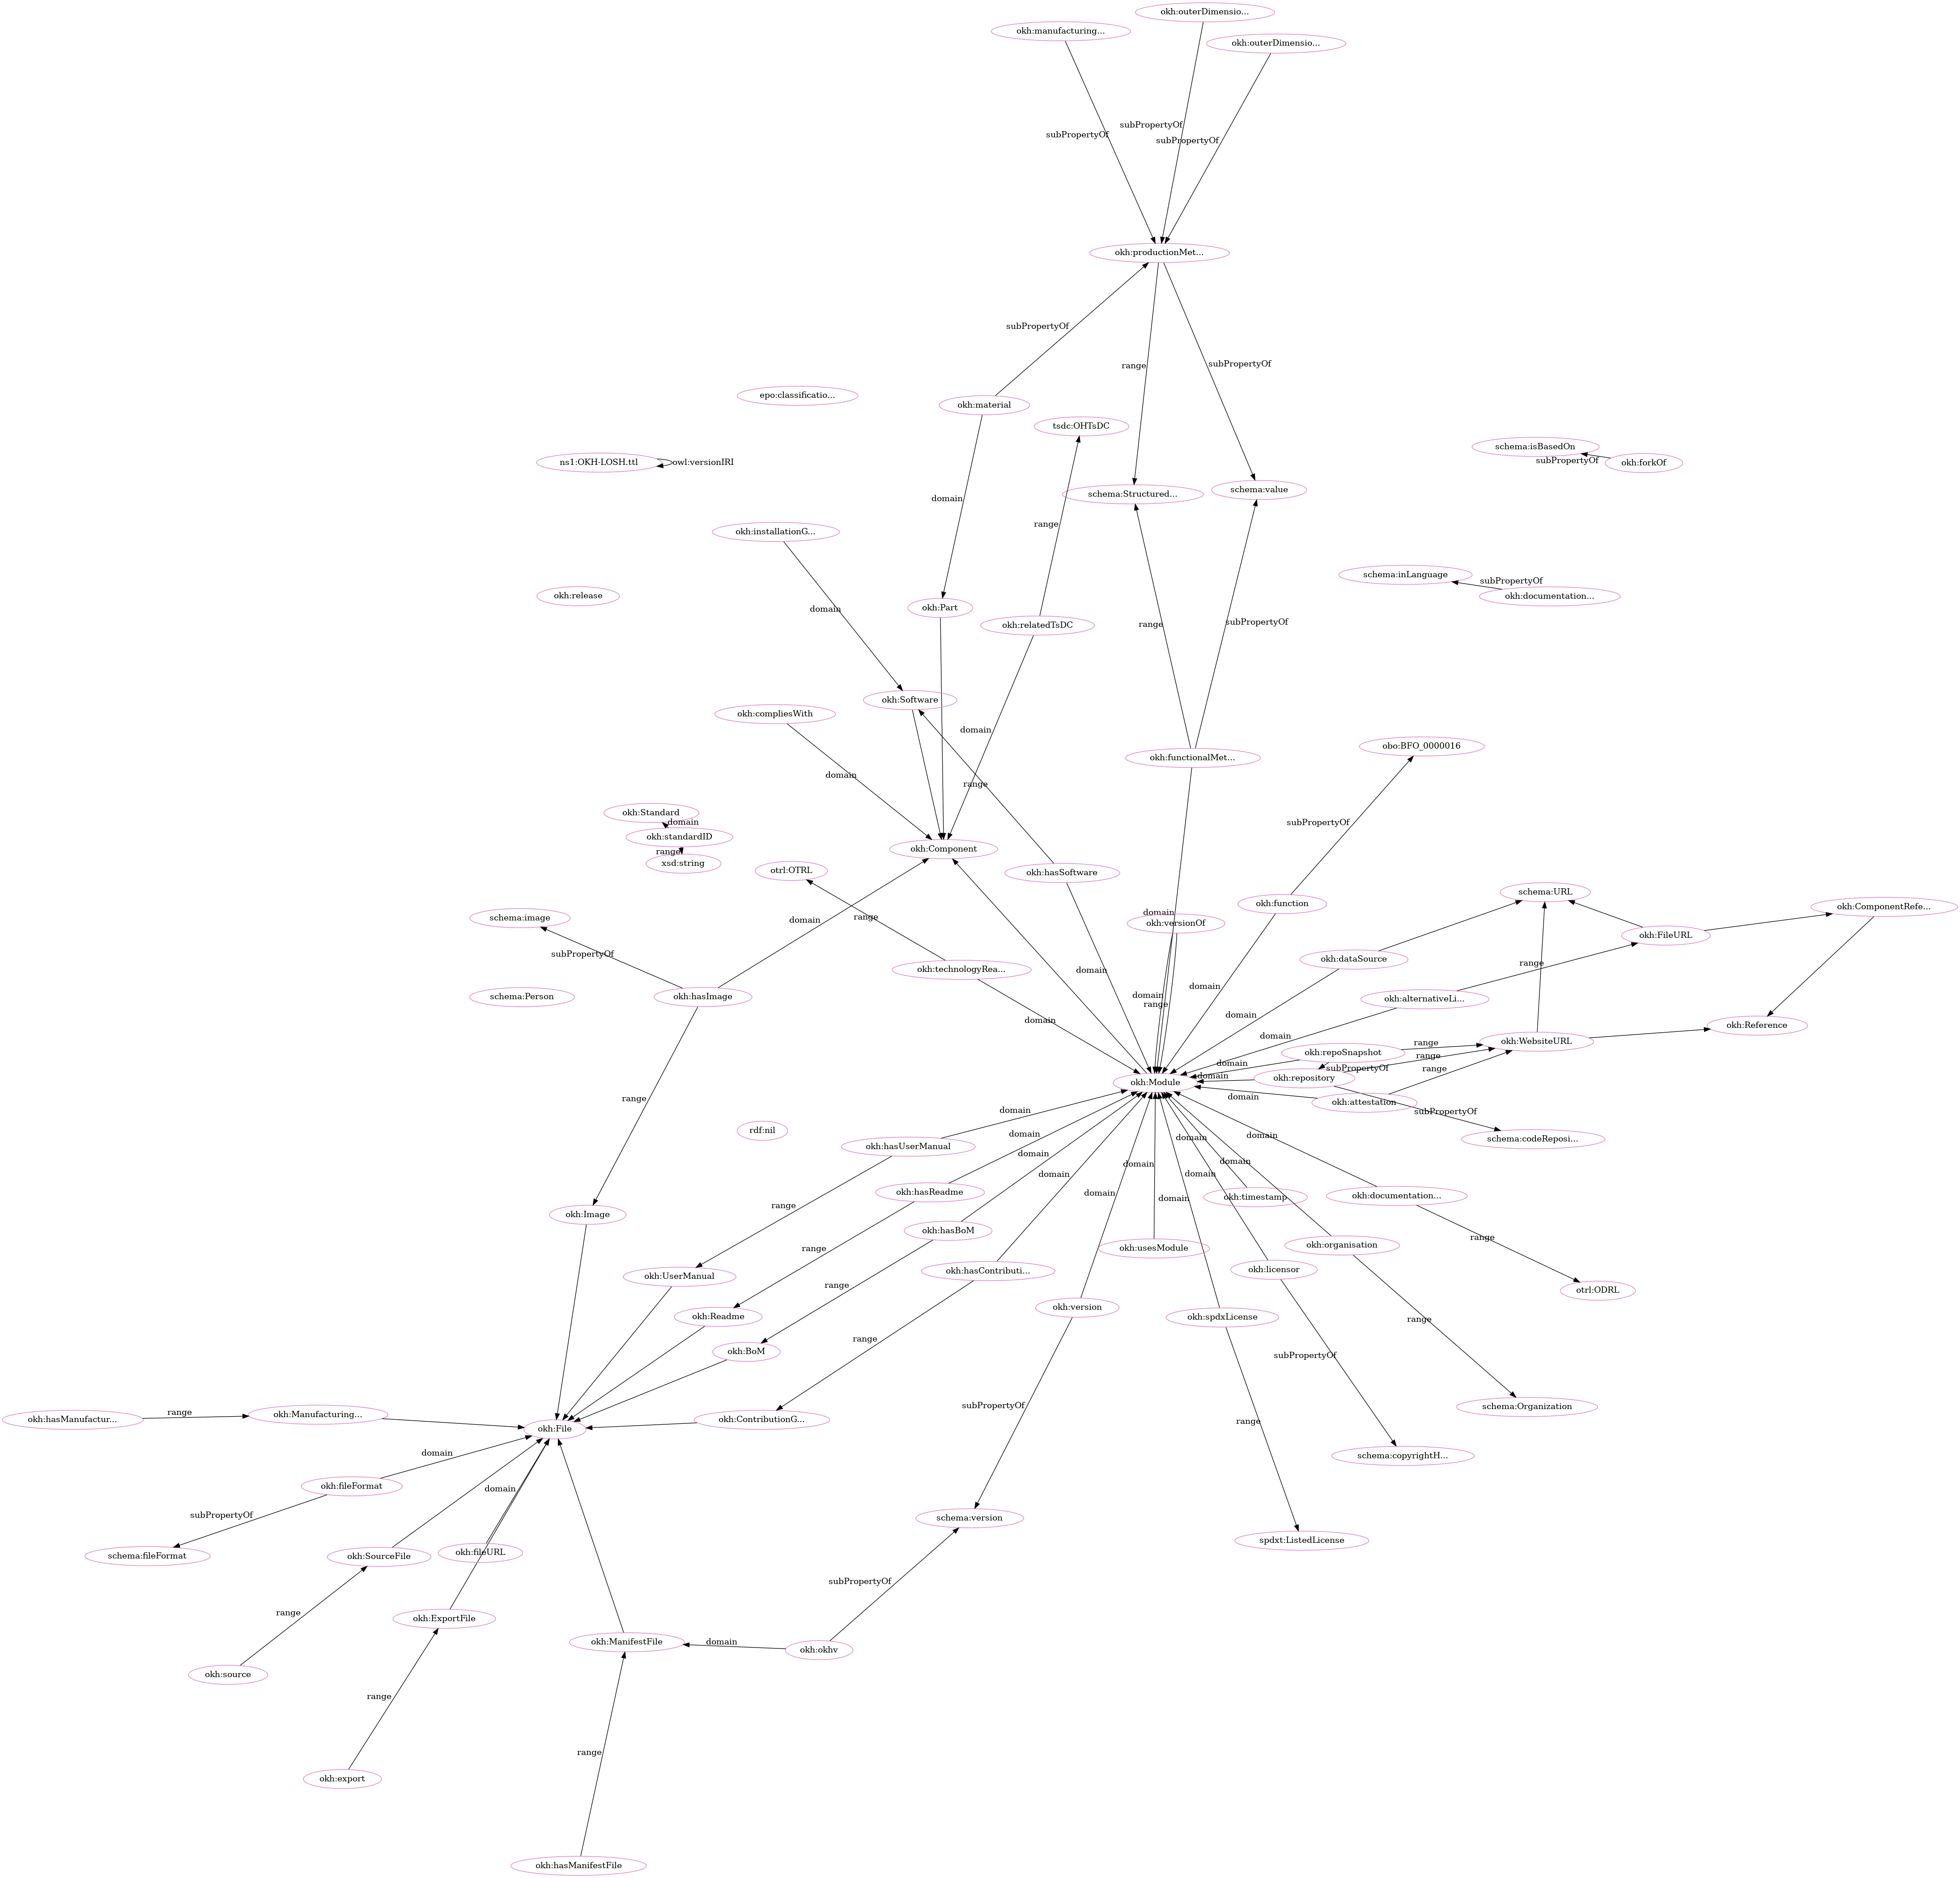 okh:outerDimensio...
okh:manufacturing...
okh:outerDimensio...
subPropertyOf
subPropertyOf
subPropertyOf
okh:productionMet...
subPropertyOf
range
subPropertyOf
epo:classificatio...
okh:material
tsdc:OHTsDC
schema:isBasedOn
subPropertyOf
okh:forkOf
ns1:OKH-LOSH.ttl
owl:versionIRI
domain
schema:Structured...
schema:value
range
okh:installationG...
schema:inLanguage
subPropertyOf
okh:documentation...
okh:release
domain
okh:Part
okh:relatedTsDC
range
subPropertyOf
okh:Software
okh:compliesWith
domain
obo:BFO_0000016
okh:functionalMet...
domain
range
okh:Standard
domain
subPropertyOf
okh:standardID
range
xsd:string
okh:Component
otrl:OTRL
okh:hasSoftware
schema:URL
okh:function
okh:ComponentRefe...
schema:image
domain
range
domain
okh:versionOf
okh:FileURL
subPropertyOf
okh:dataSource
range
okh:technologyRea...
domain
domain
schema:Person
okh:hasImage
domain
range
okh:alternativeLi...
domain
domain
domain
okh:Reference
okh:WebsiteURL
range
okh:repoSnapshot
range
domain
subPropertyOf
range
okh:Module
domain
okh:repository
range
domain
okh:attestation
domain
subPropertyOf
schema:codeReposi...
rdf:nil
domain
domain
domain
okh:hasUserManual
domain
domain
domain
domain
domain
okh:hasReadme
domain
domain
okh:timestamp
okh:documentation...
range
okh:Image
okh:hasBoM
range
okh:usesModule
okh:organisation
range
okh:UserManual
range
okh:hasContributi...
okh:licensor
otrl:ODRL
okh:Readme
okh:version
okh:spdxLicense
range
range
okh:BoM
subPropertyOf
subPropertyOf
schema:Organization
okh:hasManufactur...
range
okh:Manufacturing...
okh:File
okh:ContributionG...
range
domain
schema:copyrightH...
okh:fileFormat
domain
subPropertyOf
schema:version
spdxt:ListedLicense
schema:fileFormat
okh:SourceFile
okh:fileURL
subPropertyOf
range
okh:ExportFile
okh:ManifestFile
domain
okh:okhv
okh:source
range
range
okh:export
okh:hasManifestFile